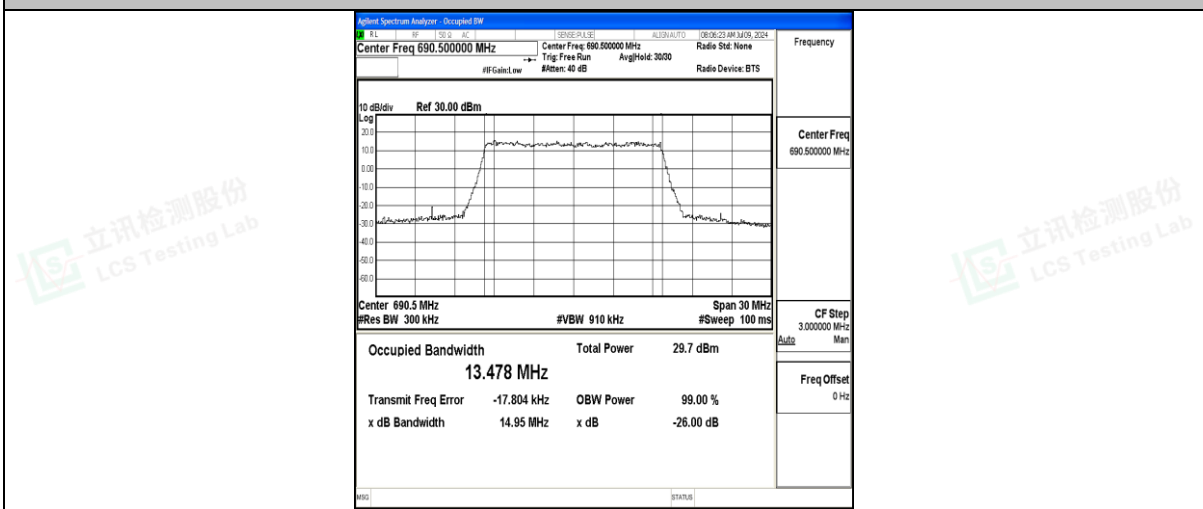 Agilent Spectrum Analyzer - Occupied BW
RL RF 50 Ω AC SENSE:PULSE ALIGNAUTO 08:06:23 AM Jul 09, 2024
Center Freq 690.500000 MHz
Center Freq: 690.500000 MHz
Radio Std: None
Trig: Free Run Avg|Hold: 30/30
#IFGain:Low #Atten: 40 dB
Radio Device: BTS
Frequency
10 dB/div Ref 30.00 dBm
Log
20.0
10.0
0.00
-10.0
-20.0
-30.0
-40.0
-50.0
-60.0
Center 690.5 MHz Span 30 MHz
#Res BW 300 kHz #VBW 910 kHz #Sweep 100 ms
Occupied Bandwidth Total Power 29.7 dBm
13.478 MHz
Transmit Freq Error -17.804 kHz OBW Power 99.00 %
x dB Bandwidth 14.95 MHz x dB -26.00 dB
Center Freq
690.500000 MHz
CF Step
3.000000 MHz
Auto Man
Freq Offset
0 Hz
MSG STATUS
立讯检测股份
LCS Testing Lab
立讯检测股份
LCS Testing Lab